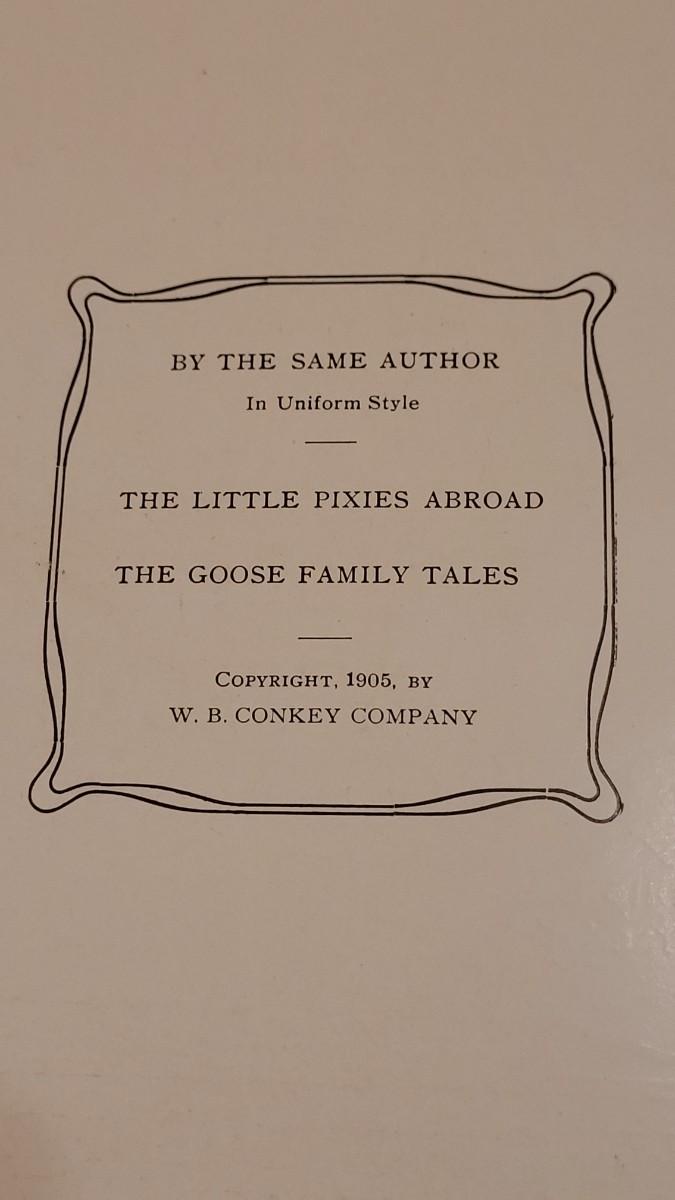 BY THE SAME AUTHOR
In Uniform Style
THE LITTLE PIXIES ABROAD
THE GOOSE FAMILY TALES
COPYRIGHT, 1905, BY
W. B. CONKEY COMPANY